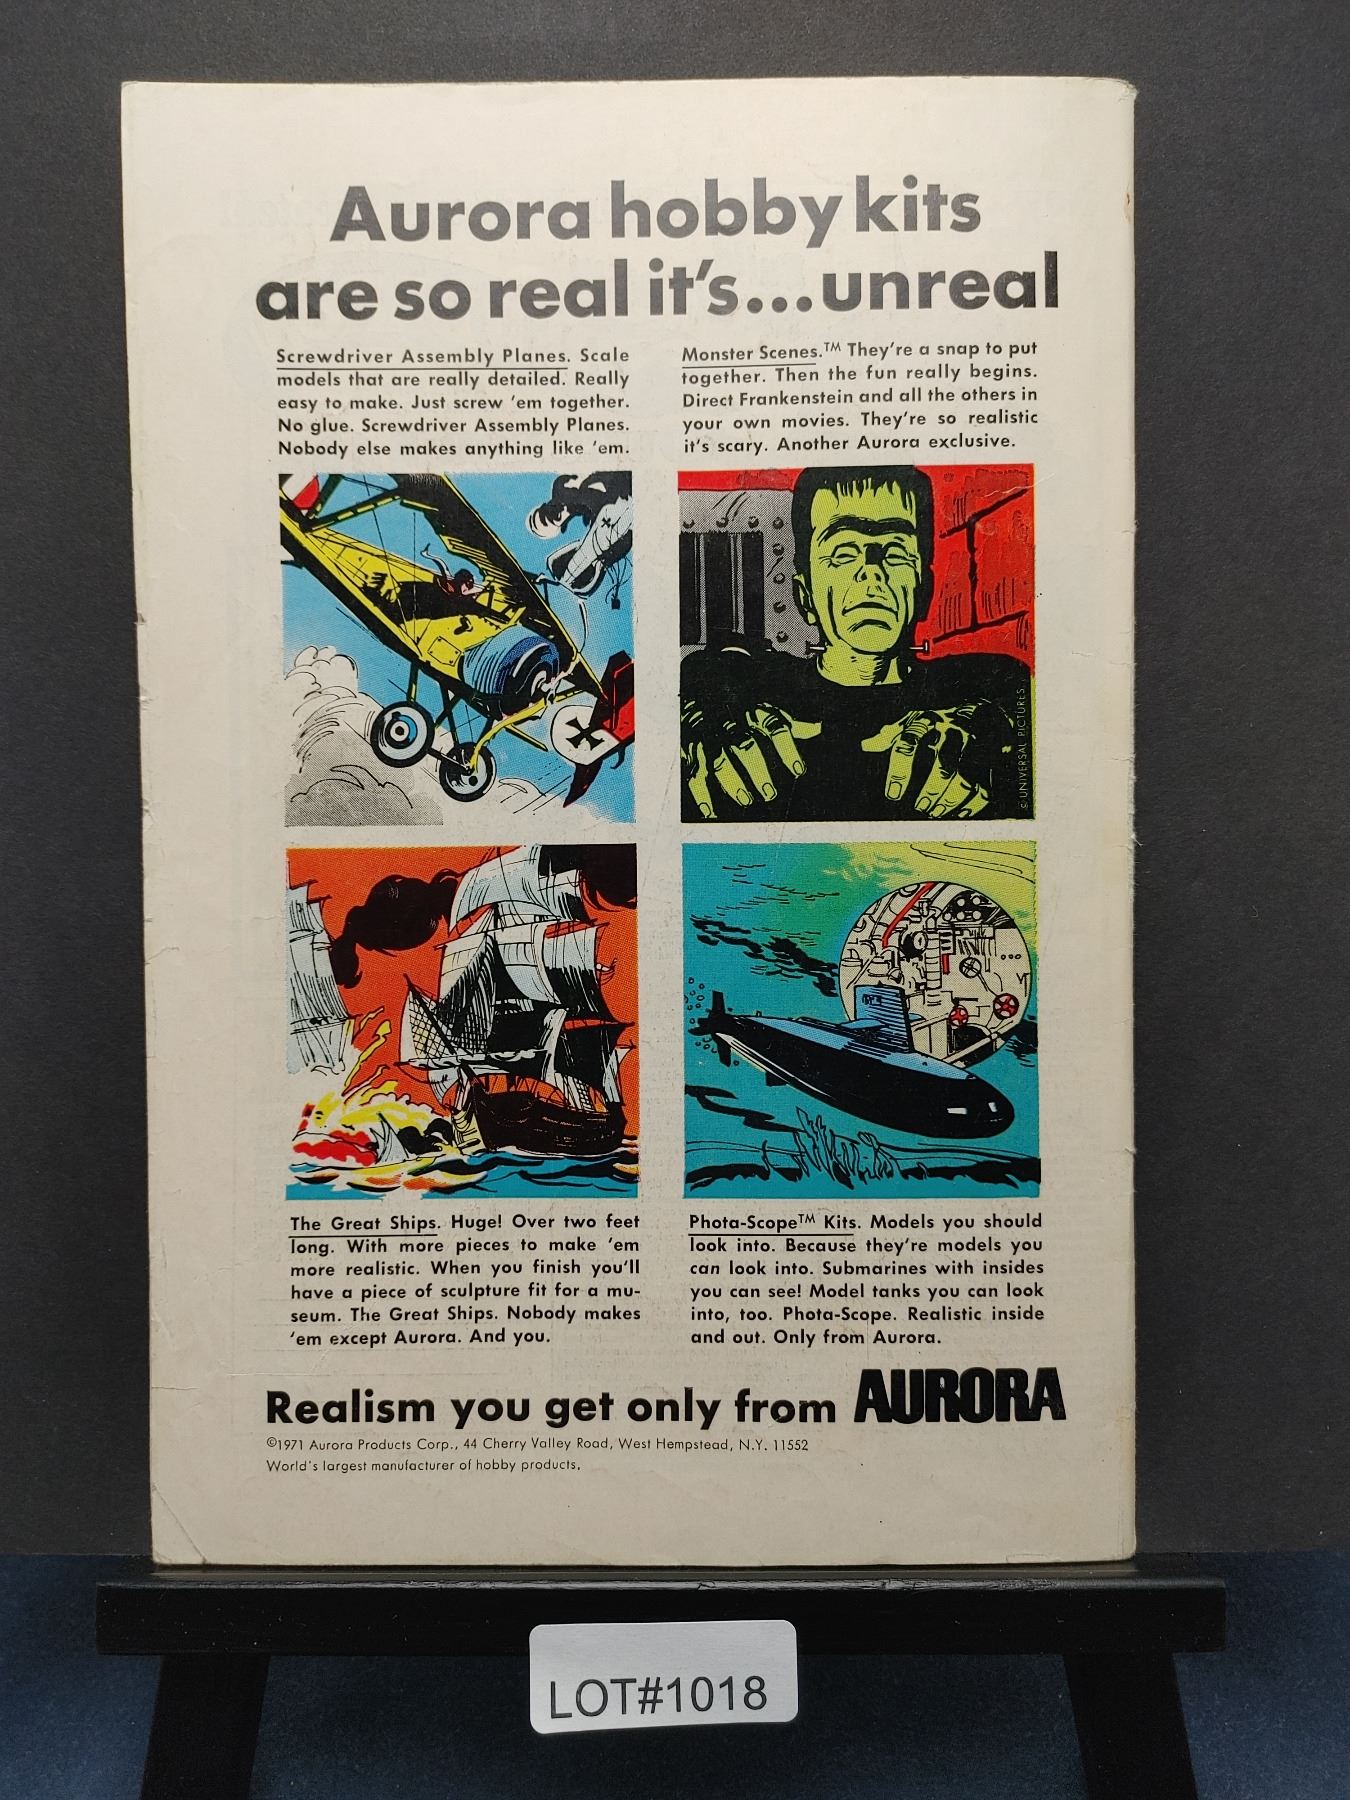 Aurora hobby kits
are so real it's...unreal
Screwdriver Assembly Planes. Scale
models that are really detailed. Really
easy to make. Just screw 'em together.
No glue. Screwdriver Assembly Planes.
Nobody else makes anything like 'em.
Monster Scenes.™ They're a snap to put
together. Then the fun really begins.
Direct Frankenstein and all the others in
your own movies. They're so realistic
it's scary. Another Aurora exclusive.
© UNIVERSAL PICTURES
The Great Ships. Huge! Over two feet
long. With more pieces to make 'em
more realistic. When you finish you'll
have a piece of sculpture fit for a mu-
seum. The Great Ships. Nobody makes
'em except Aurora. And you.
Phota-Scope™ Kits. Models you should
look into. Because they're models you
can look into. Submarines with insides
you can see! Model tanks you can look
into, too. Phota-Scope. Realistic inside
and out. Only from Aurora.
Realism you get only from AURORA
©1971 Aurora Products Corp., 44 Cherry Valley Road, West Hempstead, N.Y. 11552
World's largest manufacturer of hobby products.
LOT#1018